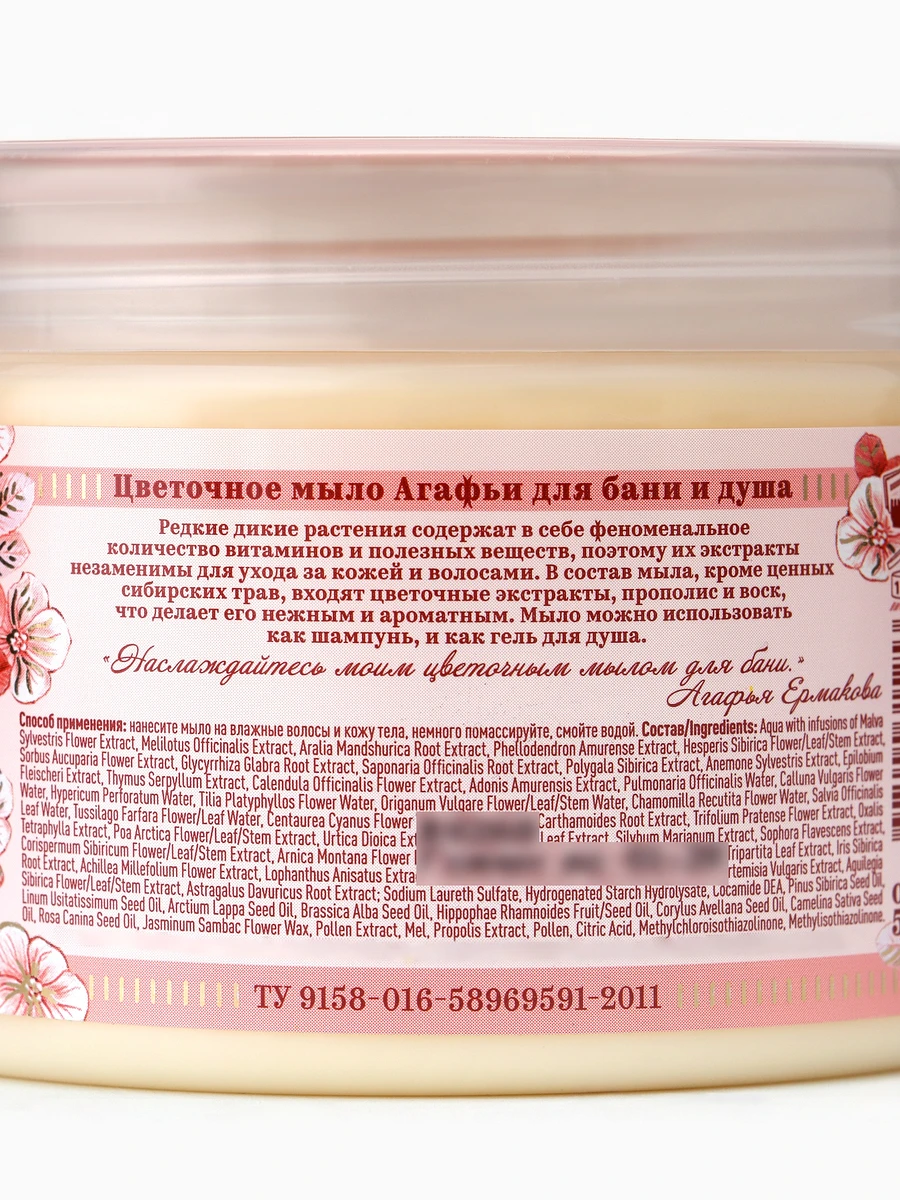 Цветочное мыло Агафьи для бани и душа
Редкие дикие растения содержат в себе феноменальное
количество витаминов и полезных веществ, поэтому их экстракты
незаменимы для ухода за кожей и волосами. В состав мыла, кроме ценных
сибирских трав, входят цветочные экстракты, прополис и воск,
что делает его нежным и ароматным. Мыло можно использовать
как шампунь, и как гель для душа.
"Наслаждайтесь моим цветочным мылом для бани."
Агафья Ермакова
Способ применения: нанесите мыло на влажные волосы и кожу тела, немного помассируйте, смойте водой. Состав/Ingredients: Aqua with infusions of Malva
Sylvestris Flower Extract, Melilotus Officinalis Extract, Aralia Mandshurica Root Extract, Phellodendron Amurense Extract, Hesperis Sibirica Flower/Leaf/Stem Extract,
Sorbus Aucuparia Flower Extract, Glycyrrhiza Glabra Root Extract, Saponaria Officinalis Root Extract, Polygala Sibirica Extract, Anemone Sylvestris Extract, Epilobium
Fleischeri Extract, Thymus Serpyllum Extract, Calendula Officinalis Flower Extract, Adonis Amurensis Extract, Pulmonaria Officinalis Water, Calluna Vulgaris Flower
Water, Hypericum Perforatum Water, Tilia Platyphyllos Flower Water, Origanum Vulgare Flower/Leaf/Stem Water, Chamomilla Recutita Flower Water, Salvia Officinalis
Leaf Water, Tussilago Farfara Flower/Leaf Water, Centaurea Cyanus Flower Carthamoides Root Extract, Trifolium Pratense Flower Extract, Oxalis
Tetraphylla Extract, Poa Arctica Flower/Leaf/Stem Extract, Urtica Dioica Ext Leaf Extract, Silybum Marianum Extract, Sophora Flavescens Extract,
Corispermum Sibiricum Flower/Leaf/Stem Extract, Arnica Montana Flower Tripartita Leaf Extract, Iris Sibirica
Root Extract, Achillea Millefolium Flower Extract, Lophanthus Anisatus Extra rtemisia Vulgaris Extract, Aquilegia
Sibirica Flower/Leaf/Stem Extract, Astragalus Davuricus Root Extract; Sodium Laureth Sulfate, Hydrogenated Starch Hydrolysate, Cocamide DEA, Pinus Sibirica Seed Oil,
Linum Usitatissimum Seed Oil, Arctium Lappa Seed Oil, Brassica Alba Seed Oil, Hippophae Rhamnoides Fruit/Seed Oil, Corylus Avellana Seed Oil, Camelina Sativa Seed
Oil, Rosa Canina Seed Oil, Jasminum Sambac Flower Wax, Pollen Extract, Mel, Propolis Extract, Pollen, Citric Acid, Methylchloroisothiazolinone, Methylisothiazolinone.
ТУ 9158-016-58969591-2011